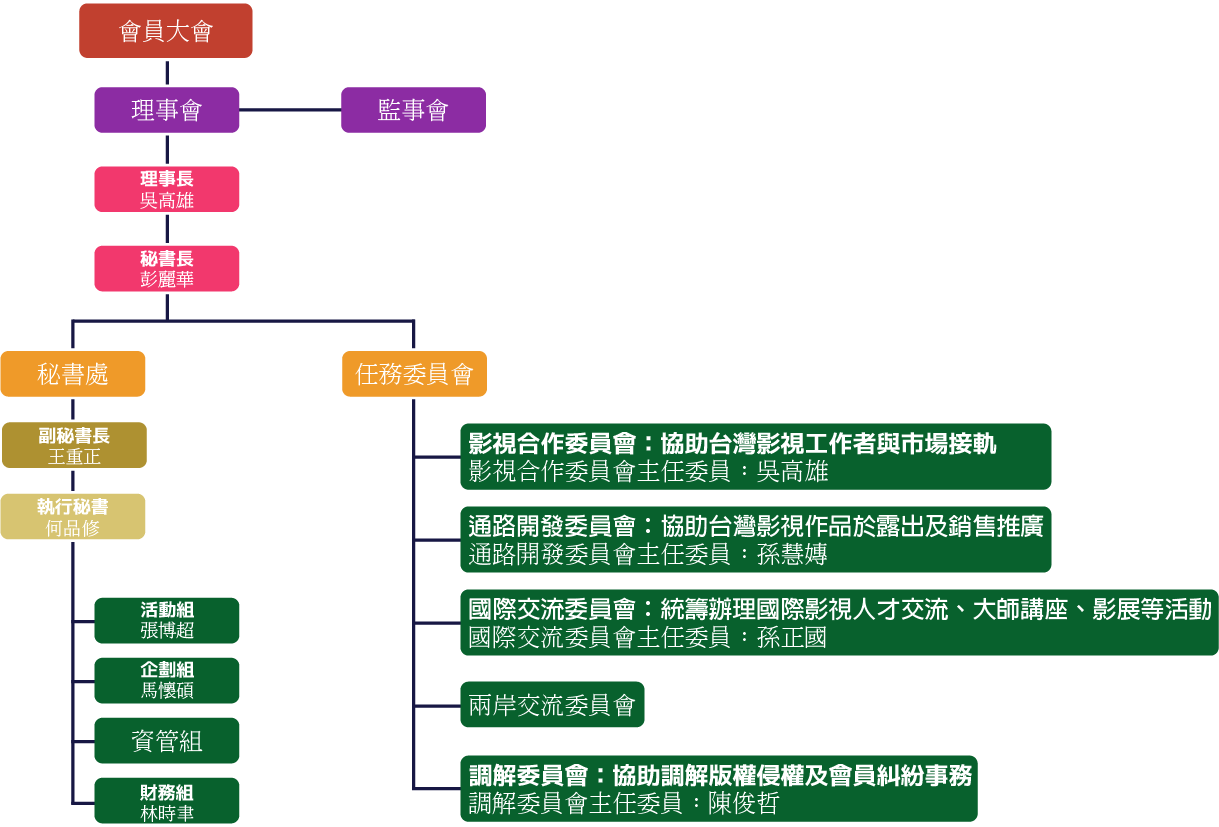 會員大會
理事會
監事會
理事長
吳高雄
秘書長
彭麗華
秘書處
任務委員會
副秘書長
王重正
執行秘書
何品修
活動組
張博超
企劃組
馬懷碩
資管組
財務組
林時聿
影視合作委員會：協助台灣影視工作者與市場接軌
影視合作委員會主任委員：吳高雄
通路開發委員會：協助台灣影視作品於露出及銷售推廣
通路開發委員會主任委員：孫慧嫥
國際交流委員會：統籌辦理國際影視人才交流、大師講座、影展等活動
國際交流委員會主任委員：孫正國
兩岸交流委員會
調解委員會：協助調解版權侵權及會員糾紛事務
調解委員會主任委員：陳俊哲